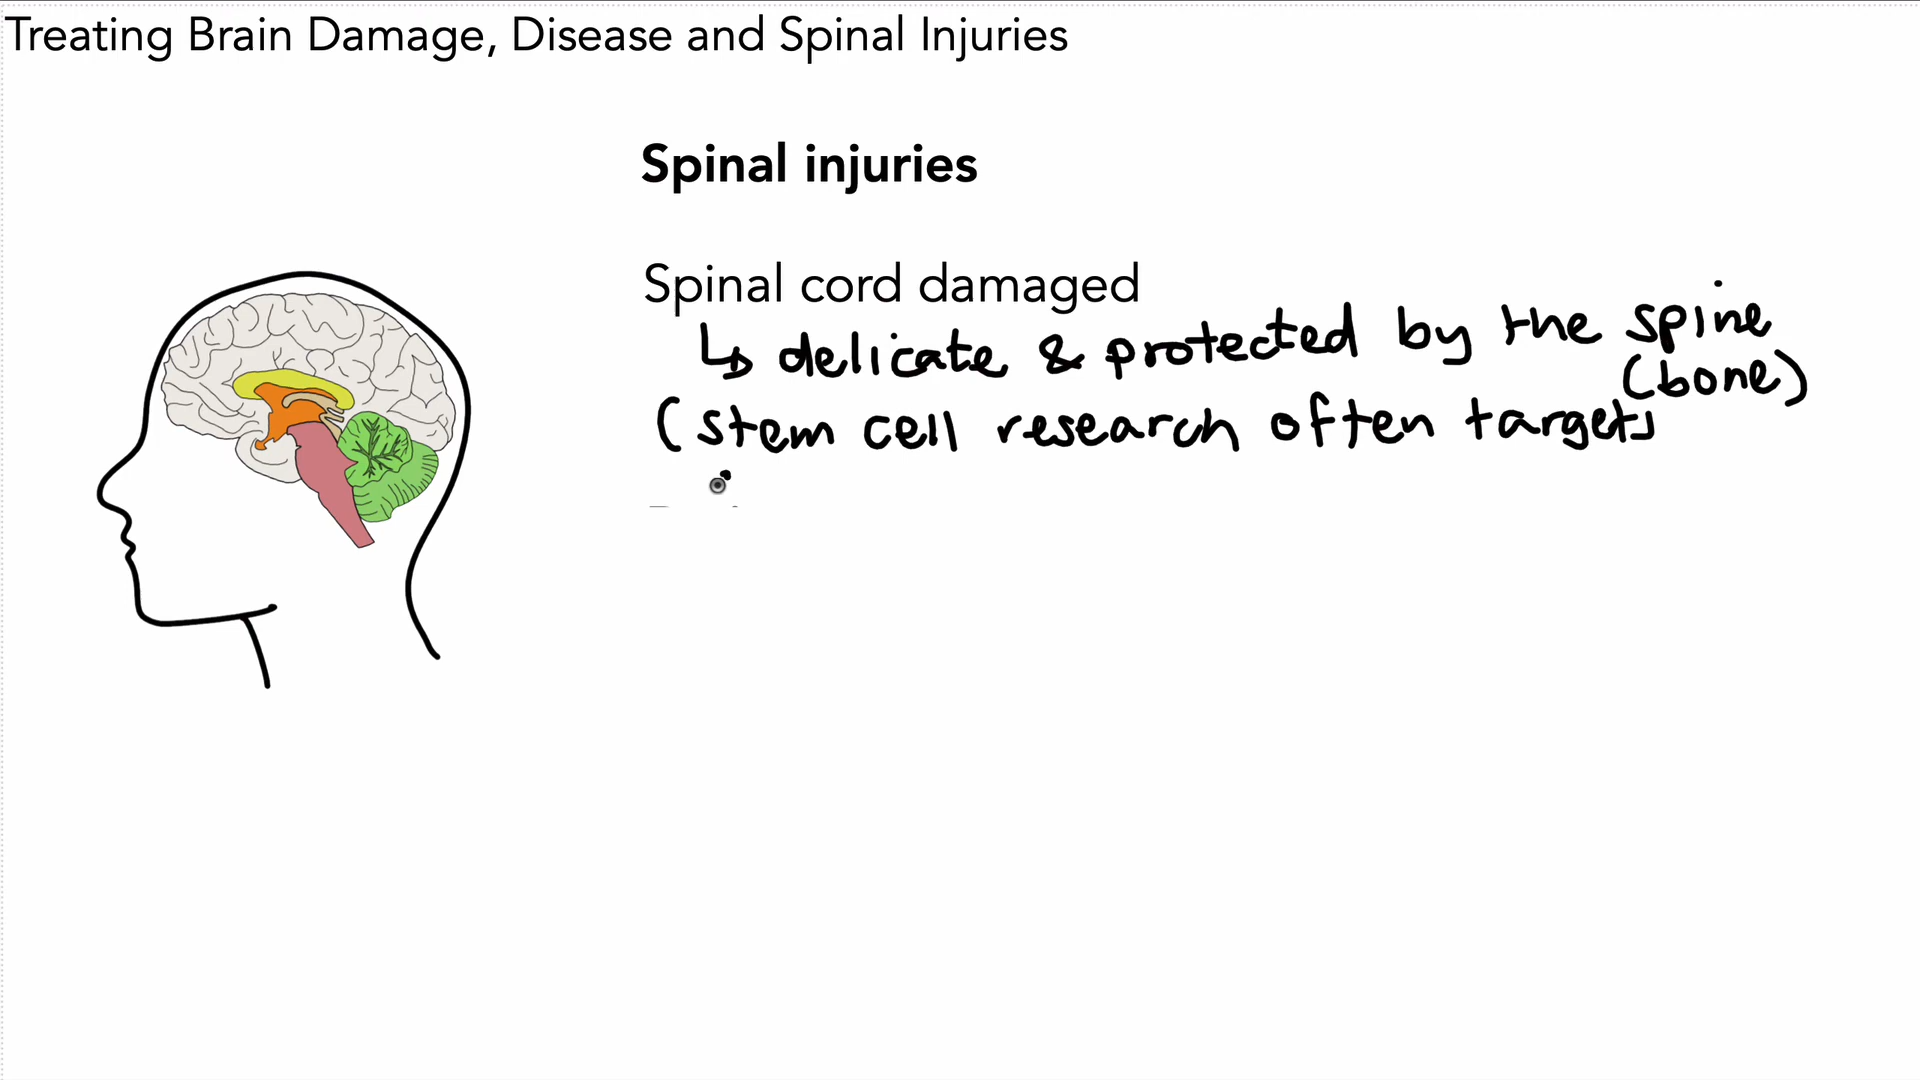 Treating Brain Damage, Disease and Spinal Injuries
Spinal injuries
Spinal cord damaged
↳ delicate & protected by the spine
(bone)
(stem cell research often targets